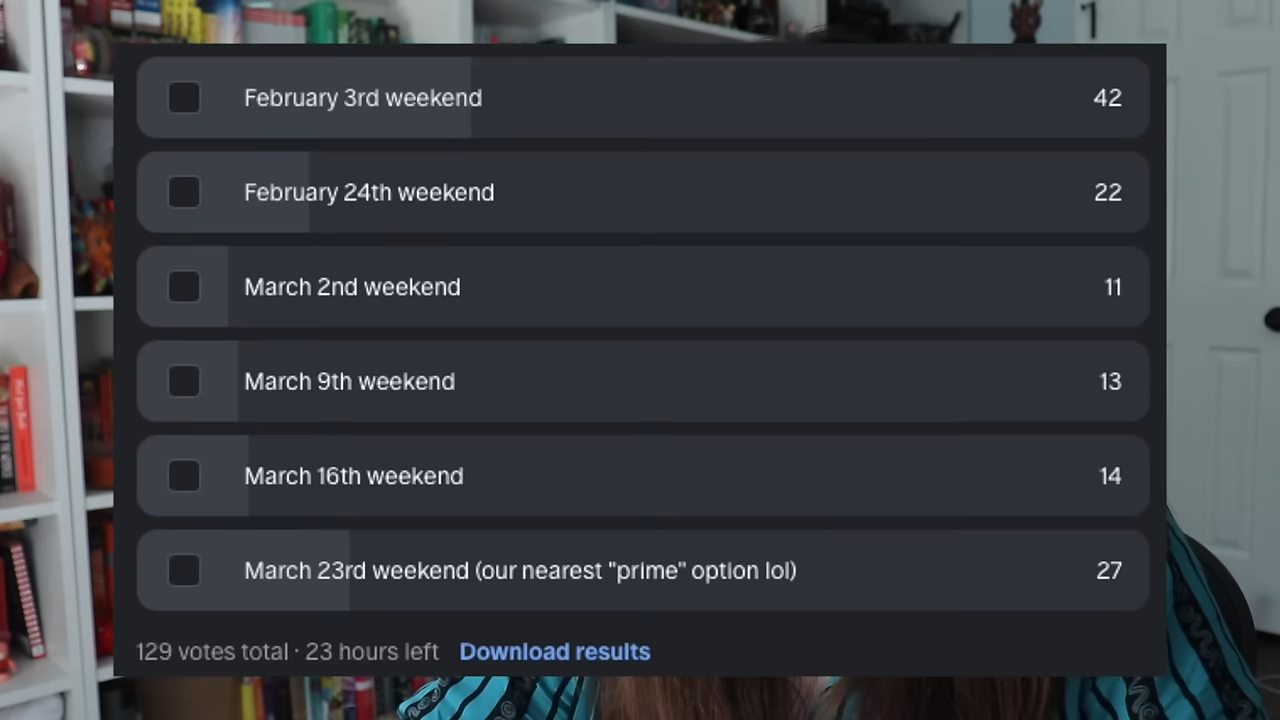 February 3rd weekend 42
February 24th weekend 22
March 2nd weekend 11
March 9th weekend 13
March 16th weekend 14
March 23rd weekend (our nearest "prime" option lol) 27
129 votes total · 23 hours left Download results